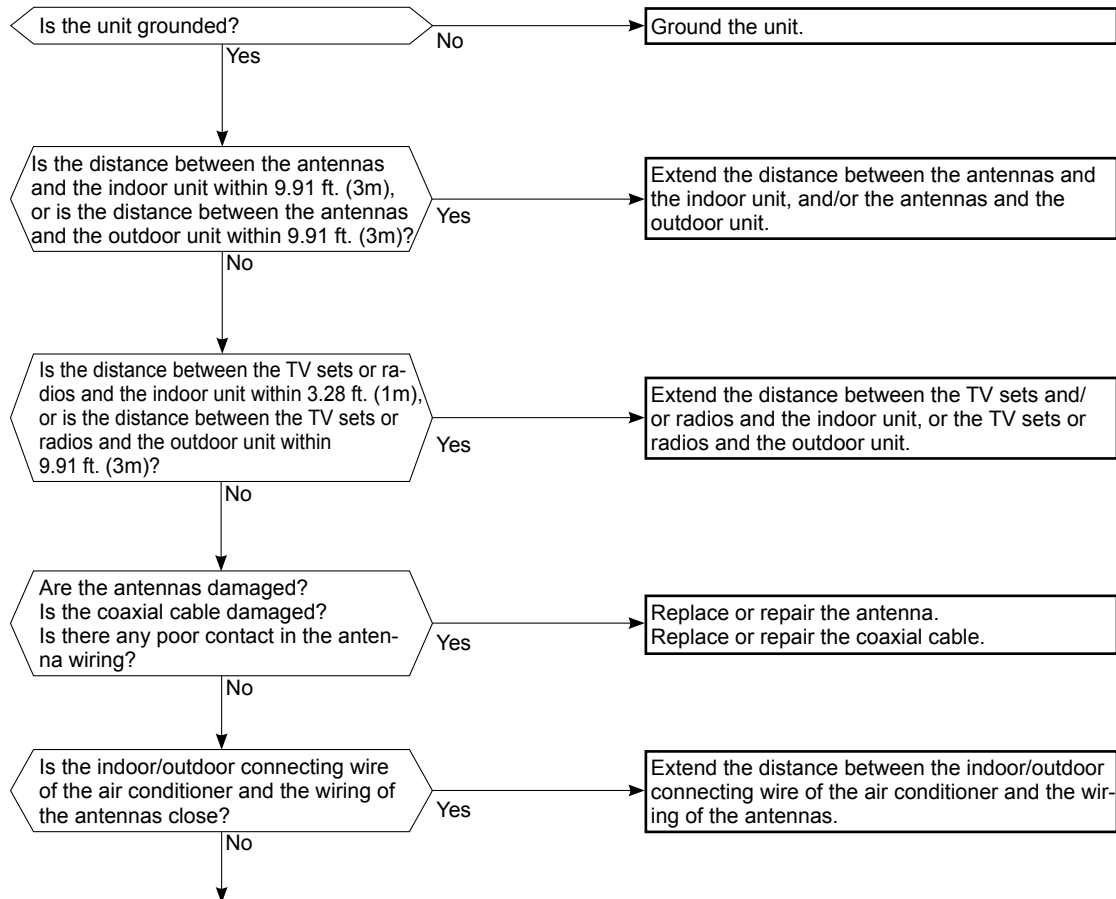 Is the unit grounded?
No
Ground the unit.
Yes
Is the distance between the antennas
and the indoor unit within 9.91 ft. (3m),
or is the distance between the antennas
and the outdoor unit within 9.91 ft. (3m)?
Yes
Extend the distance between the antennas and
the indoor unit, and/or the antennas and the
outdoor unit.
No
Is the distance between the TV sets or ra-
dios and the indoor unit within 3.28 ft. (1m),
or is the distance between the TV sets or
radios and the outdoor unit within
9.91 ft. (3m)?
Yes
Extend the distance between the TV sets and/
or radios and the indoor unit, or the TV sets or
radios and the outdoor unit.
No
Are the antennas damaged?
Is the coaxial cable damaged?
Is there any poor contact in the anten-
na wiring?
Yes
Replace or repair the antenna.
Replace or repair the coaxial cable.
No
Is the indoor/outdoor connecting wire
of the air conditioner and the wiring of
the antennas close?
Yes
Extend the distance between the indoor/outdoor
connecting wire of the air conditioner and the wir-
ing of the antennas.
No